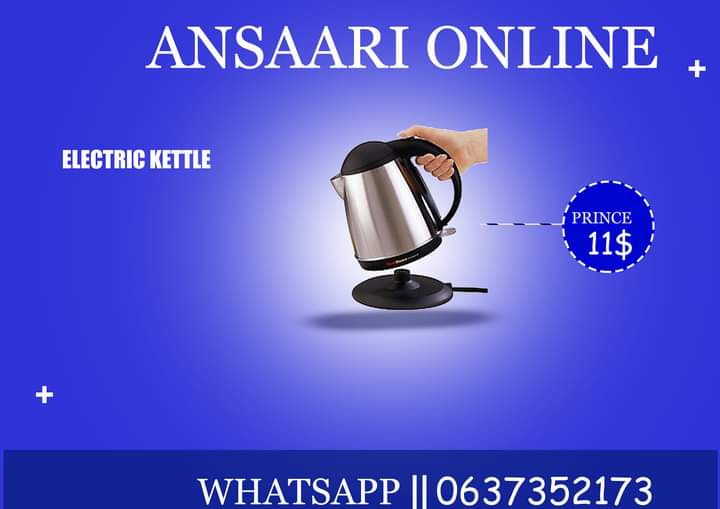 ANSAARI ONLINE
ELECTRIC KETTLE
PRINCE
11$
WHATSAPP || 0637352173